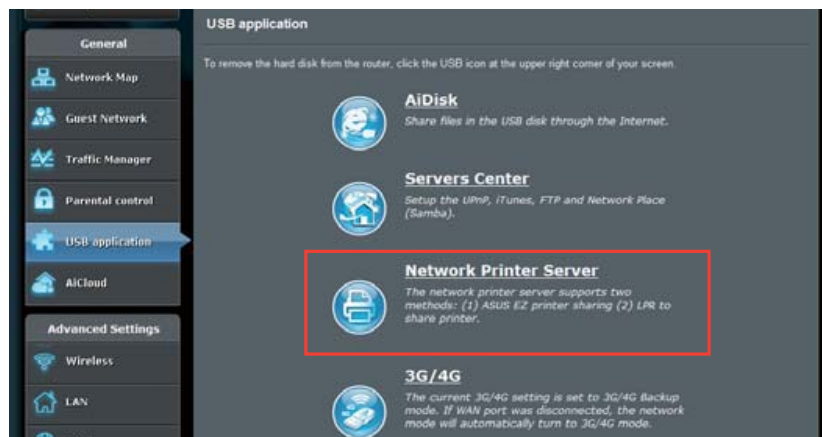 General
Network Map
Guest Network
Traffic Manager
Parental control
USB application
AiCloud
Advanced Settings
Wireless
LAN
USB application
To remove the hard disk from the router, click the USB icon at the upper right corner of your screen.
AiDisk
Share files in the USB disk through the Internet.
Servers Center
Setup the UPnP, iTunes, FTP and Network Place
(Samba).
Network Printer Server
The network printer server supports two
methods: (1) ASUS EZ printer sharing (2) LPR to
share printer.
3G/4G
The current 3G/4G setting is set to 3G/4G Backup
mode. If WAN port was disconnected, the network
mode will automatically turn to 3G/4G mode.